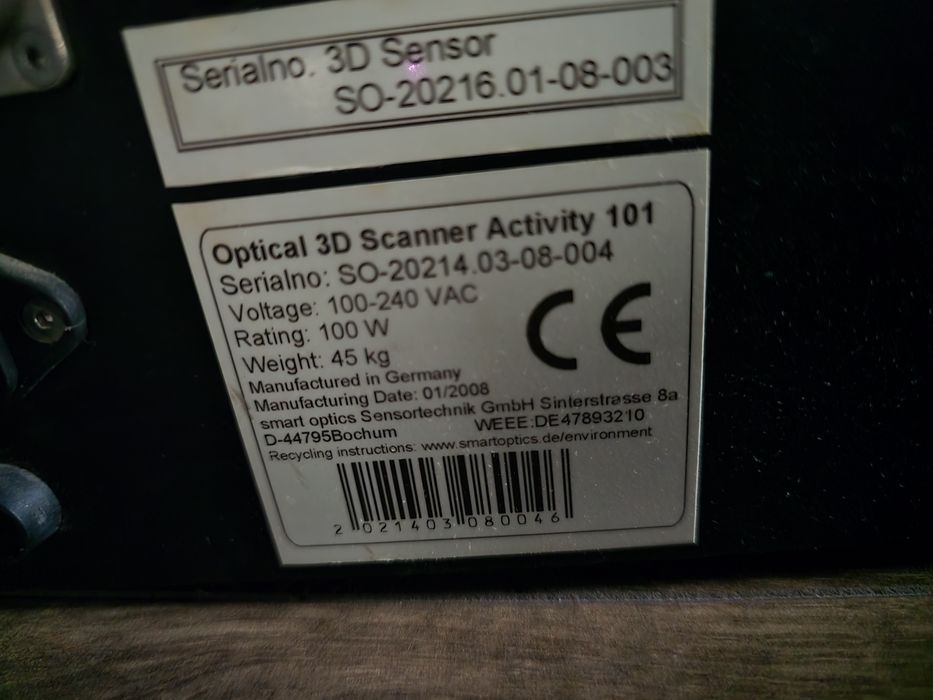 Serialno. 3D Sensor
SO-20216.01-08-003
Optical 3D Scanner Activity 101
Serialno: SO-20214.03-08-004
Voltage: 100-240 VAC
Rating: 100 W
Weight: 45 kg
CE
Manufactured in Germany
Manufacturing Date: 01/2008
smart optics Sensortechnik GmbH Sinterstrasse 8a
D-44795Bochum WEEE:DE47893210
Recycling instructions: www.smartoptics.de/environment
2 021403 080046